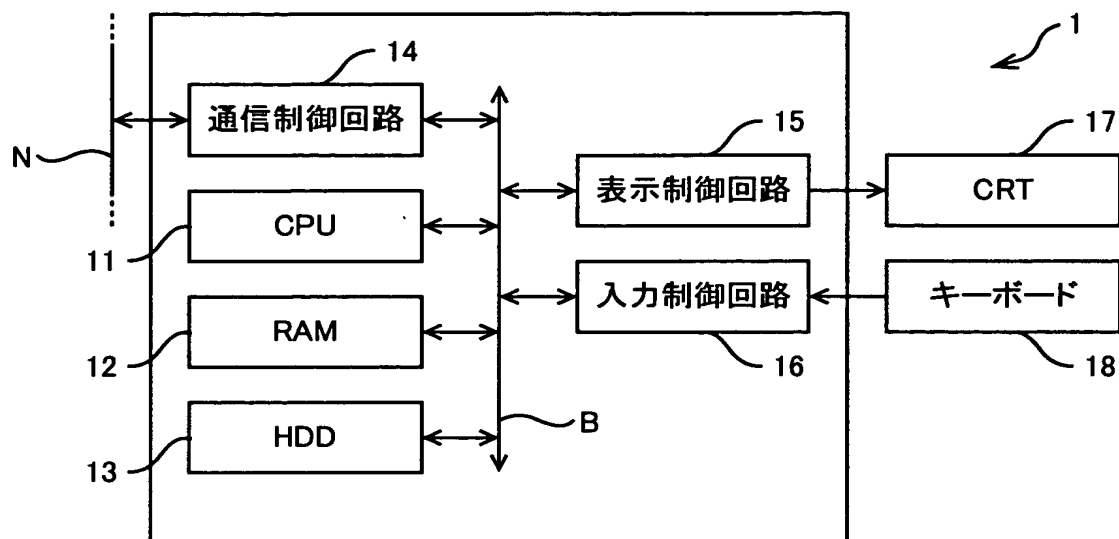 1
14
通信制御回路
15
17
N
表示制御回路
CRT
CPU
11
入力制御回路
キーボード
RAM
12
16
18
B
HDD
13